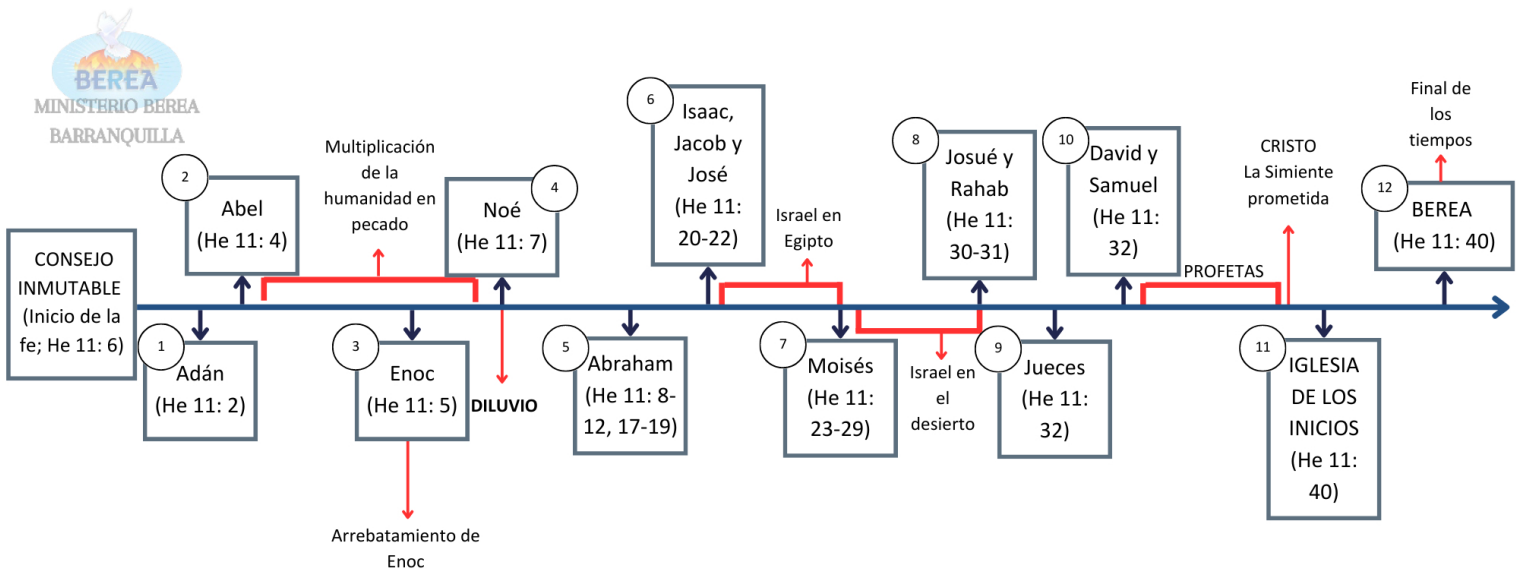 BEREA
MINISTERIO BEREA
BARRANQUILLA
CONSEJO
INMUTABLE
(Inicio de la
fe; He 11: 6)
1
Adán
(He 11: 2)
2
Abel
(He 11: 4)
Multiplicación
de la
humanidad en
pecado
3
Enoc
(He 11: 5)
Arrebatamiento de
Enoc
4
Noé
(He 11: 7)
DILUVIO
5
Abraham
(He 11: 8-
12, 17-19)
6
Isaac,
Jacob y
José
(He 11:
20-22)
Israel en
Egipto
7
Moisés
(He 11:
23-29)
Israel en
el
desierto
8
Josué y
Rahab
(He 11:
30-31)
9
Jueces
(He 11:
32)
10
David y
Samuel
(He 11:
32)
PROFETAS
CRISTO
La Simiente
prometida
11
IGLESIA
DE LOS
INICIOS
(He 11:
40)
12
BEREA
(He 11: 40)
Final de
los
tiempos